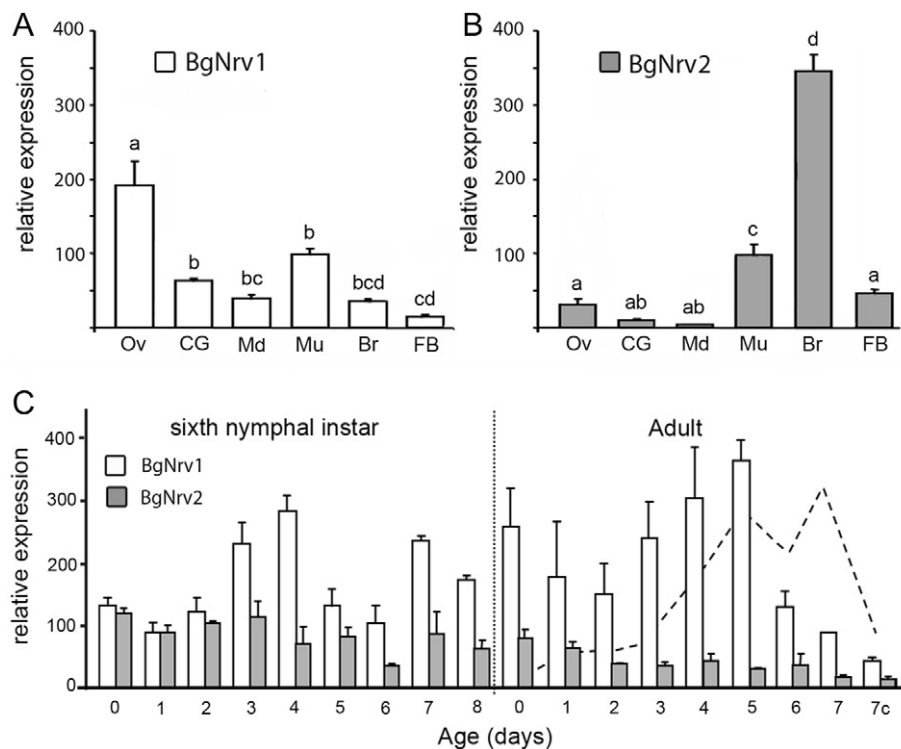 A
BgNrv1
relative expression
400
300
200
100
a
b
bc
b
bcd
cd
Ov CG Md Mu Br FB
B
BgNrv2
relative expression
400
300
200
100
a
ab
ab
c
d
a
Ov CG Md Mu Br FB
C
sixth nymphal instar
Adult
BgNrv1
BgNrv2
relative expression
400
300
200
100
0
0 1 2 3 4 5 6 7 8 0 1 2 3 4 5 6 7 7c
Age (days)